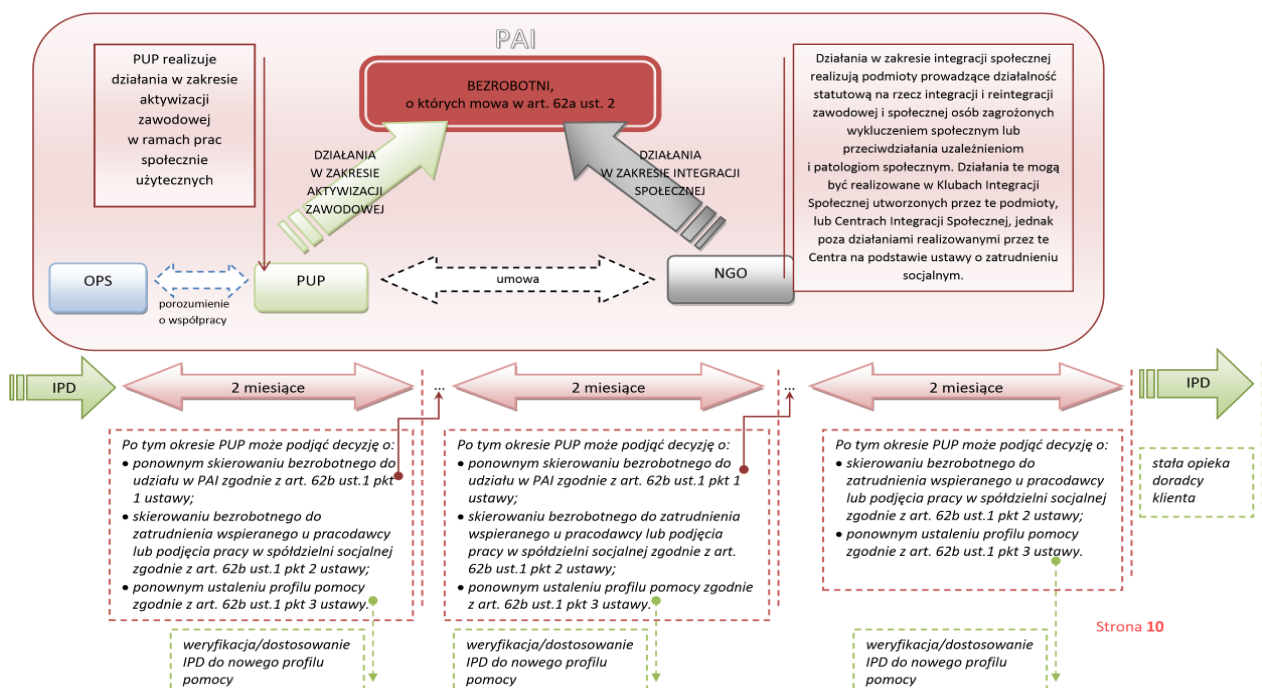 PAI
PUP realizuje
działania w zakresie
aktywizacji
zawodowej
w ramach prac
społecznie
użytecznych
BEZROBOTNI,
o których mowa w art. 62a ust. 2
Działania w zakresie integracji społecznej
realizują podmioty prowadzące działalność
statutową na rzecz integracji i reintegracji
zawodowej i społecznej osób zagrożonych
wykluczeniem społecznym lub
przeciwdziałania uzależnieniom
i patologiom społecznym. Działania te mogą
być realizowane w Klubach Integracji
Społecznej utworzonych przez te podmioty,
lub Centrach Integracji Społecznej, jednak
poza działaniami realizowanymi przez te
Centra na podstawie ustawy o zatrudnieniu
socjalnym.
DZIAŁANIA
W ZAKRESIE
AKTYWIZACJI
ZAWODOWEJ
DZIAŁANIA
W ZAKRESIE INTEGRACJI
SPOŁECZNEJ
OPS
porozumienie
o współpracy
PUP
umowa
NGO
IPD
2 miesiące
...
2 miesiące
...
2 miesiące
IPD
Po tym okresie PUP może podjąć decyzję o:
• ponownym skierowaniu bezrobotnego do
udziału w PAI zgodnie z art. 62b ust.1 pkt
1 ustawy;
• skierowaniu bezrobotnego do
zatrudnienia wspieranego u pracodawcy
lub podjęcia pracy w spółdzielni socjalnej
zgodnie z art. 62b ust.1 pkt 2 ustawy;
• ponownym ustaleniu profilu pomocy
zgodnie z art. 62b ust.1 pkt 3 ustawy.
Po tym okresie PUP może podjąć decyzję o:
• ponownym skierowaniu bezrobotnego do
udziału w PAI zgodnie z art. 62b ust.1 pkt 1
ustawy;
• skierowaniu bezrobotnego do zatrudnienia
wspieranego u pracodawcy lub podjęcia
pracy w spółdzielni socjalnej zgodnie z art.
62b ust.1 pkt 2 ustawy;
• ponownym ustaleniu profilu pomocy zgodnie
z art. 62b ust.1 pkt 3 ustawy.
Po tym okresie PUP może podjąć decyzję o:
• skierowaniu bezrobotnego do
zatrudnienia wspieranego u pracodawcy
lub podjęcia pracy w spółdzielni socjalnej
zgodnie z art. 62b ust.1 pkt 2 ustawy;
• ponownym ustaleniu profilu pomocy
zgodnie z art. 62b ust.1 pkt 3 ustawy.
stała opieka
doradcy
klienta
weryfikacja/dostosowanie
IPD do nowego profilu
pomocy
weryfikacja/dostosowanie
IPD do nowego profilu
pomocy
weryfikacja/dostosowanie
IPD do nowego profilu
pomocy
Strona 10